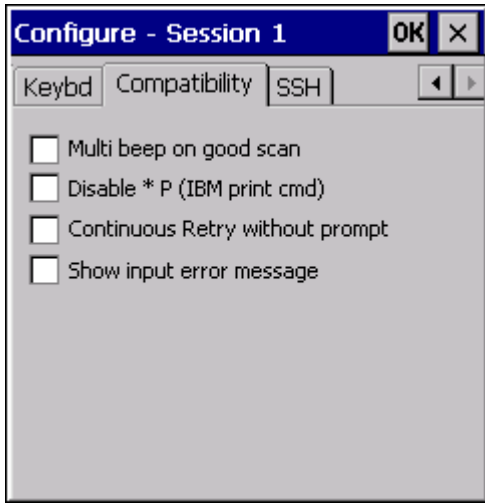 Configure - Session 1 OK ×
Keybd Compatibility SSH
Multi beep on good scan
Disable * P (IBM print cmd)
Continuous Retry without prompt
Show input error message